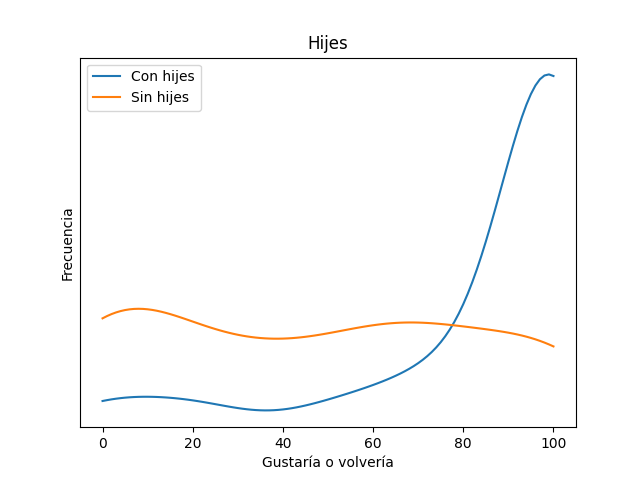 Hijes
Con hijes
Sin hijes
Frecuencia
0 20 40 60 80 100
Gustaría o volvería